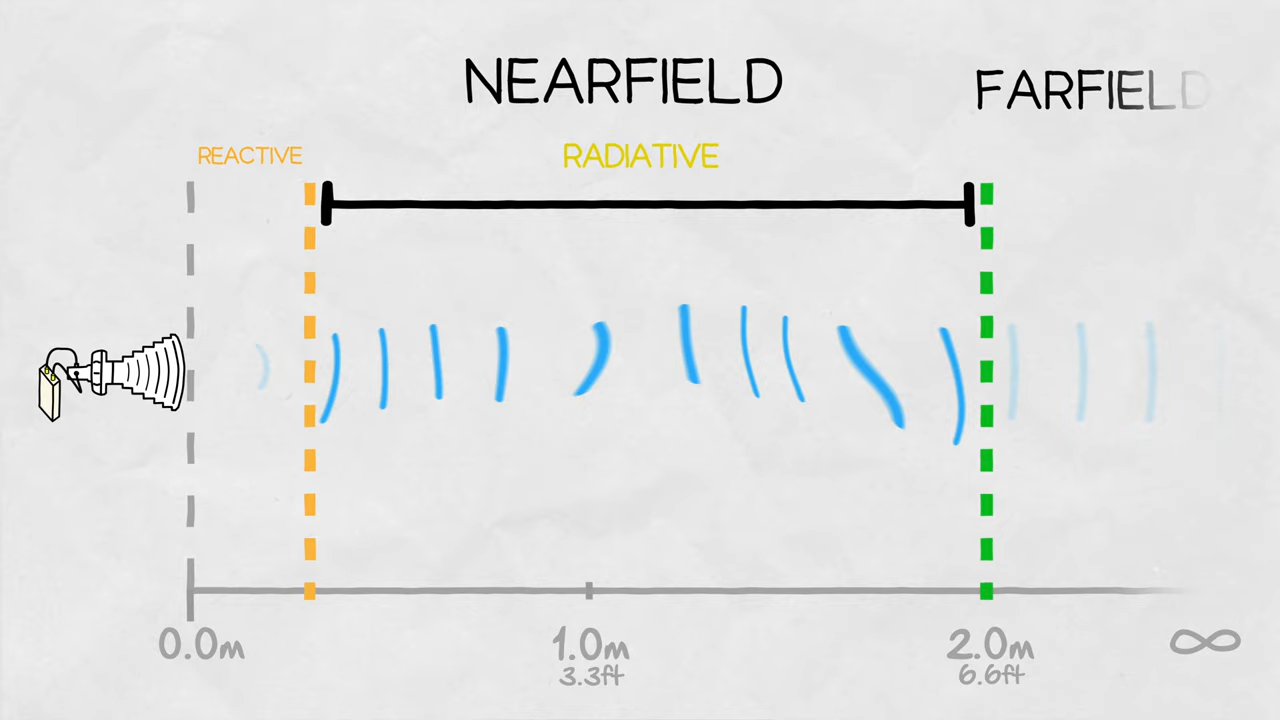 NEARFIELD
FARFIELD
REACTIVE
RADIATIVE
0.0m
1.0m
3.3ft
2.0m
6.6ft
∞